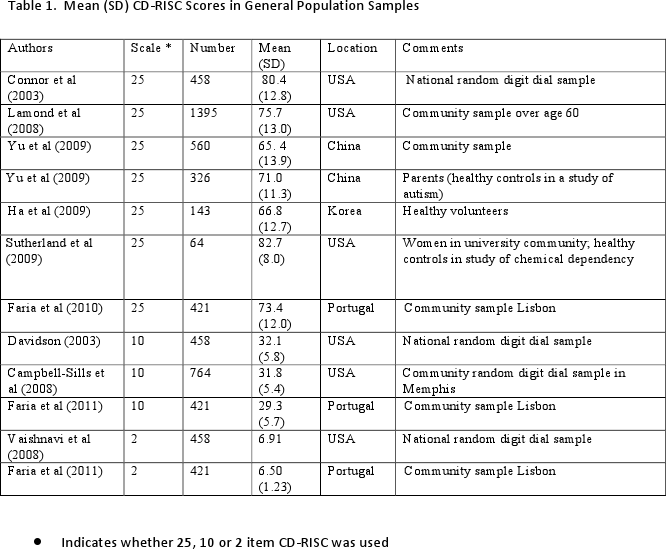 Table 1. Mean (SD) CD-RISC Scores in General Population Samples
Authors Scale * Number Mean (SD) Location Comments
Connor et al (2003) 25 458 80.4 (12.8) USA National random digit dial sample
Lamond et al (2008) 25 1395 75.7 (13.0) USA Community sample over age 60
Yu et al (2009) 25 560 65. 4 (13.9) China Community sample
Yu et al (2009) 25 326 71.0 (11.3) China Parents (healthy controls in a study of autism)
Ha et al (2009) 25 143 66.8 (12.7) Korea Healthy volunteers
Sutherland et al (2009) 25 64 82.7 (8.0) USA Women in university community; healthy controls in study of chemical dependency
Faria et al (2010) 25 421 73.4 (12.0) Portugal Community sample Lisbon
Davidson (2003) 10 458 32.1 (5.8) USA National random digit dial sample
Campbell-Sills et al (2008) 10 764 31.8 (5.4) USA Community random digit dial sample in Memphis
Faria et al (2011) 10 421 29.3 (5.7) Portugal Community sample Lisbon
Vaishnavi et al (2008) 2 458 6.91 USA National random digit dial sample
Faria et al (2011) 2 421 6.50 (1.23) Portugal Community sample Lisbon
• Indicates whether 25, 10 or 2 item CD-RISC was used